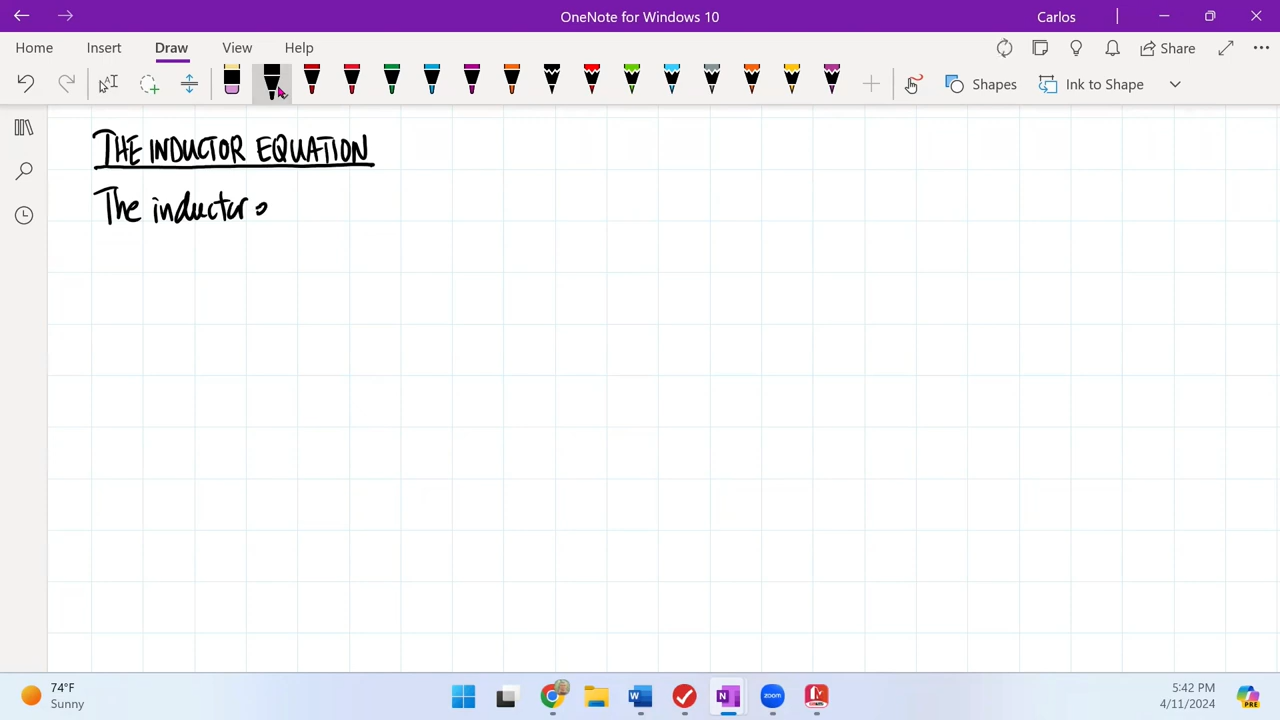 OneNote for Windows 10
Carlos
Home Insert Draw View Help
Share
Shapes
Ink to Shape
THE INDUCTOR EQUATION
The inductor
74°F
Sunny
5:42 PM
4/11/2024
PRE